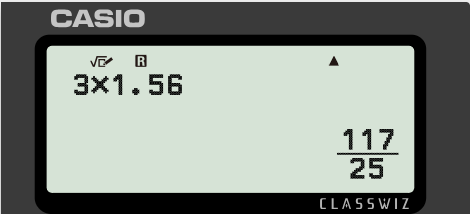 CASIO
√□ R ▲
3×1.56
117
25
CLASSWIZ